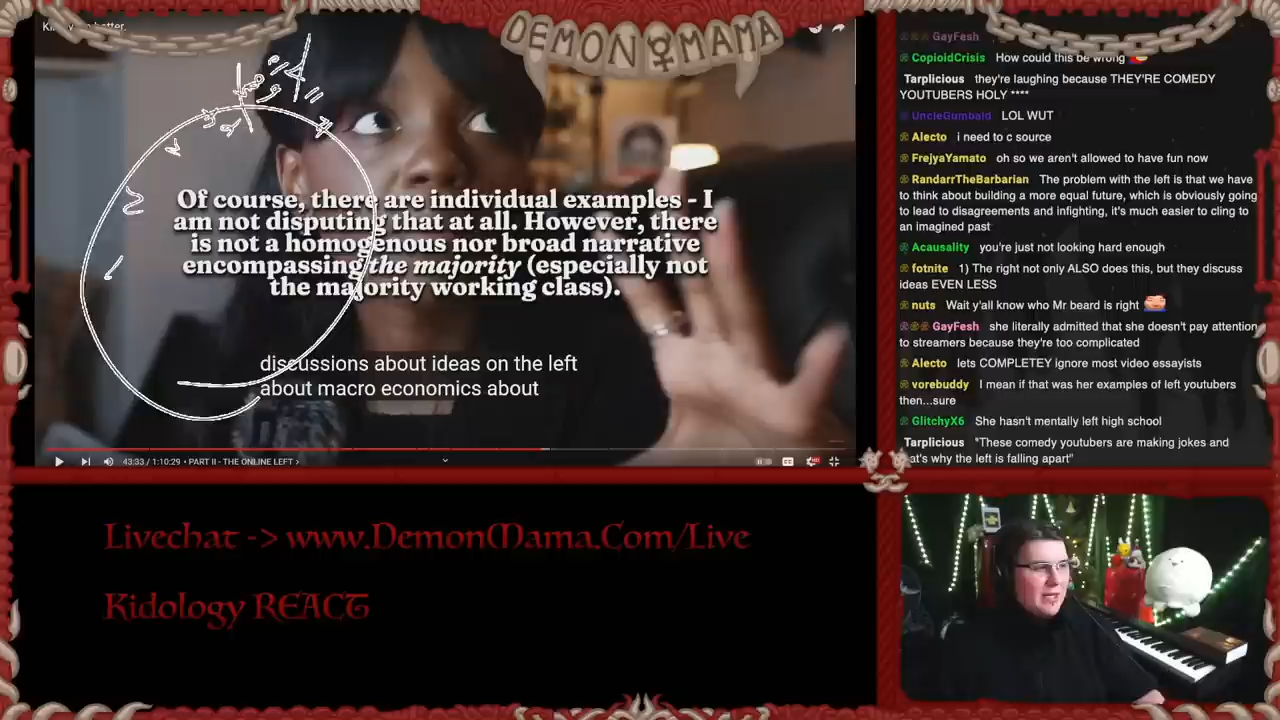 DEMON MAMA
Of course, there are individual examples - I
am not disputing that at all. However, there
is not a homogenous nor broad narrative
encompassing the majority (especially not
the majority working class).
discussions about ideas on the left
about macro economics about
43:33 / 1:10:29 • PART II - THE ONLINE LEFT ›
Livechat -> www.DemonMama.Com/Live
Kidology REACT
GayFesh
CopioidCrisis How could this be wrong
Tarplicious they're laughing because THEY'RE COMEDY
YOUTUBERS HOLY ****
UncleGumbald LOL WUT
Alecto i need to c source
FrejyaYamato oh so we aren't allowed to have fun now
RandarrTheBarbarian The problem with the left is that we have
to think about building a more equal future, which is obviously going
to lead to disagreements and infighting, it's much easier to cling to
an imagined past
Acausality you're just not looking hard enough
fotnite 1) The right not only ALSO does this, but they discuss
ideas EVEN LESS
nuts Wait y'all know who Mr beard is right
GayFesh she literally admitted that she doesn't pay attention
to streamers because they're too complicated
Alecto lets COMPLETEY ignore most video essayists
vorebuddy I mean if that was her examples of left youtubers
then...sure
GlitchyX6 She hasn't mentally left high school
Tarplicious "These comedy youtubers are making jokes and
at's why the left is falling apart"